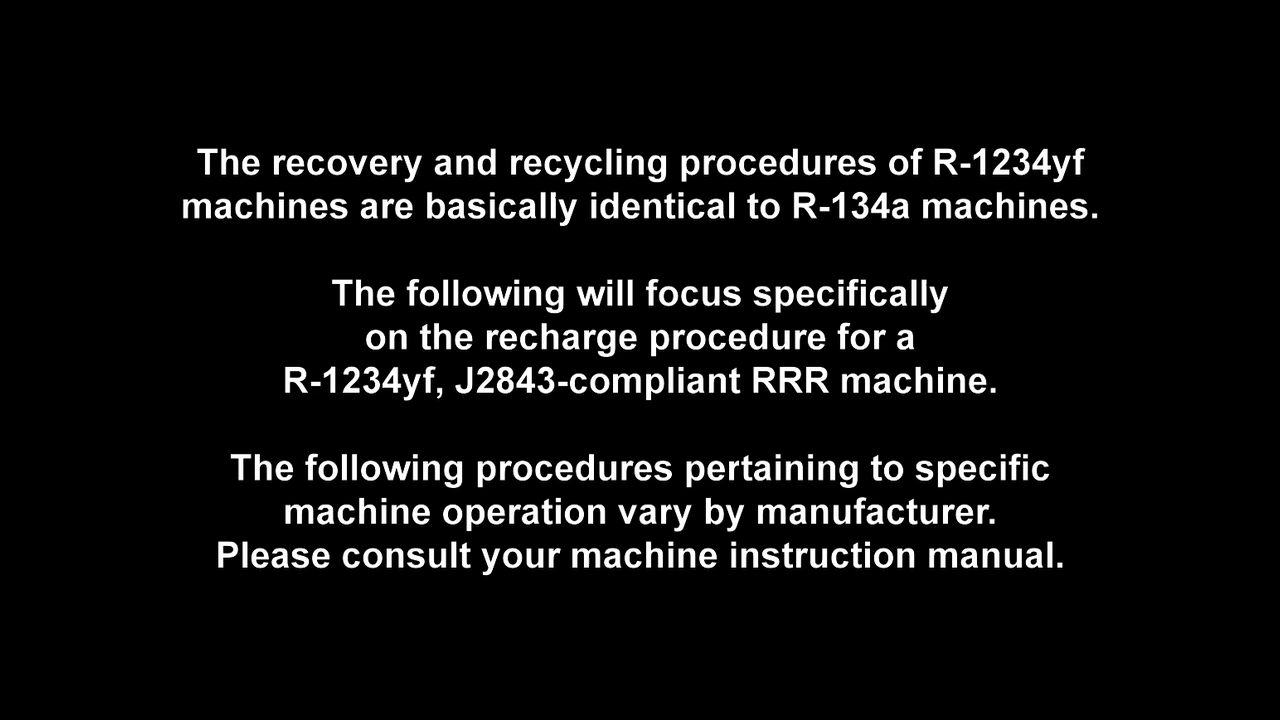 The recovery and recycling procedures of R-1234yf
machines are basically identical to R-134a machines.
The following will focus specifically
on the recharge procedure for a
R-1234yf, J2843-compliant RRR machine.
The following procedures pertaining to specific
machine operation vary by manufacturer.
Please consult your machine instruction manual.